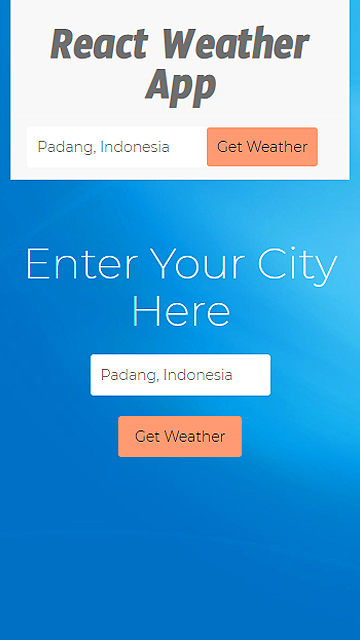 React Weather
App
Padang, Indonesia
Get Weather
Enter Your City
Here
Padang, Indonesia
Get Weather